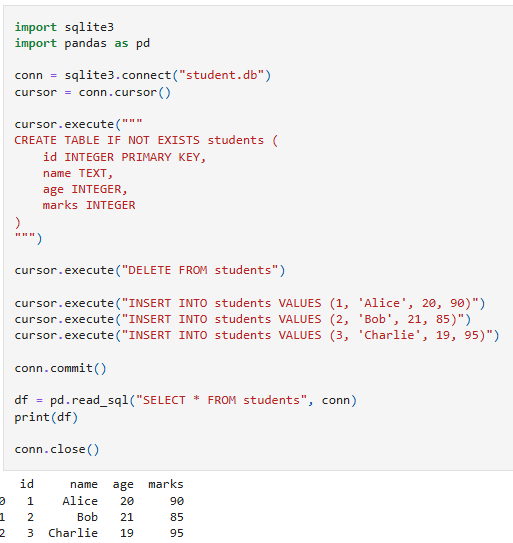 import sqlite3
import pandas as pd
conn = sqlite3.connect("student.db")
cursor = conn.cursor()
cursor.execute("""
CREATE TABLE IF NOT EXISTS students (
    id INTEGER PRIMARY KEY,
    name TEXT,
    age INTEGER,
    marks INTEGER
)
""")
cursor.execute("DELETE FROM students")
cursor.execute("INSERT INTO students VALUES (1, 'Alice', 20, 90)")
cursor.execute("INSERT INTO students VALUES (2, 'Bob', 21, 85)")
cursor.execute("INSERT INTO students VALUES (3, 'Charlie', 19, 95)")
conn.commit()
df = pd.read_sql("SELECT * FROM students", conn)
print(df)
conn.close()
   id     name  age  marks
0   1    Alice   20     90
1   2      Bob   21     85
2   3  Charlie   19     95